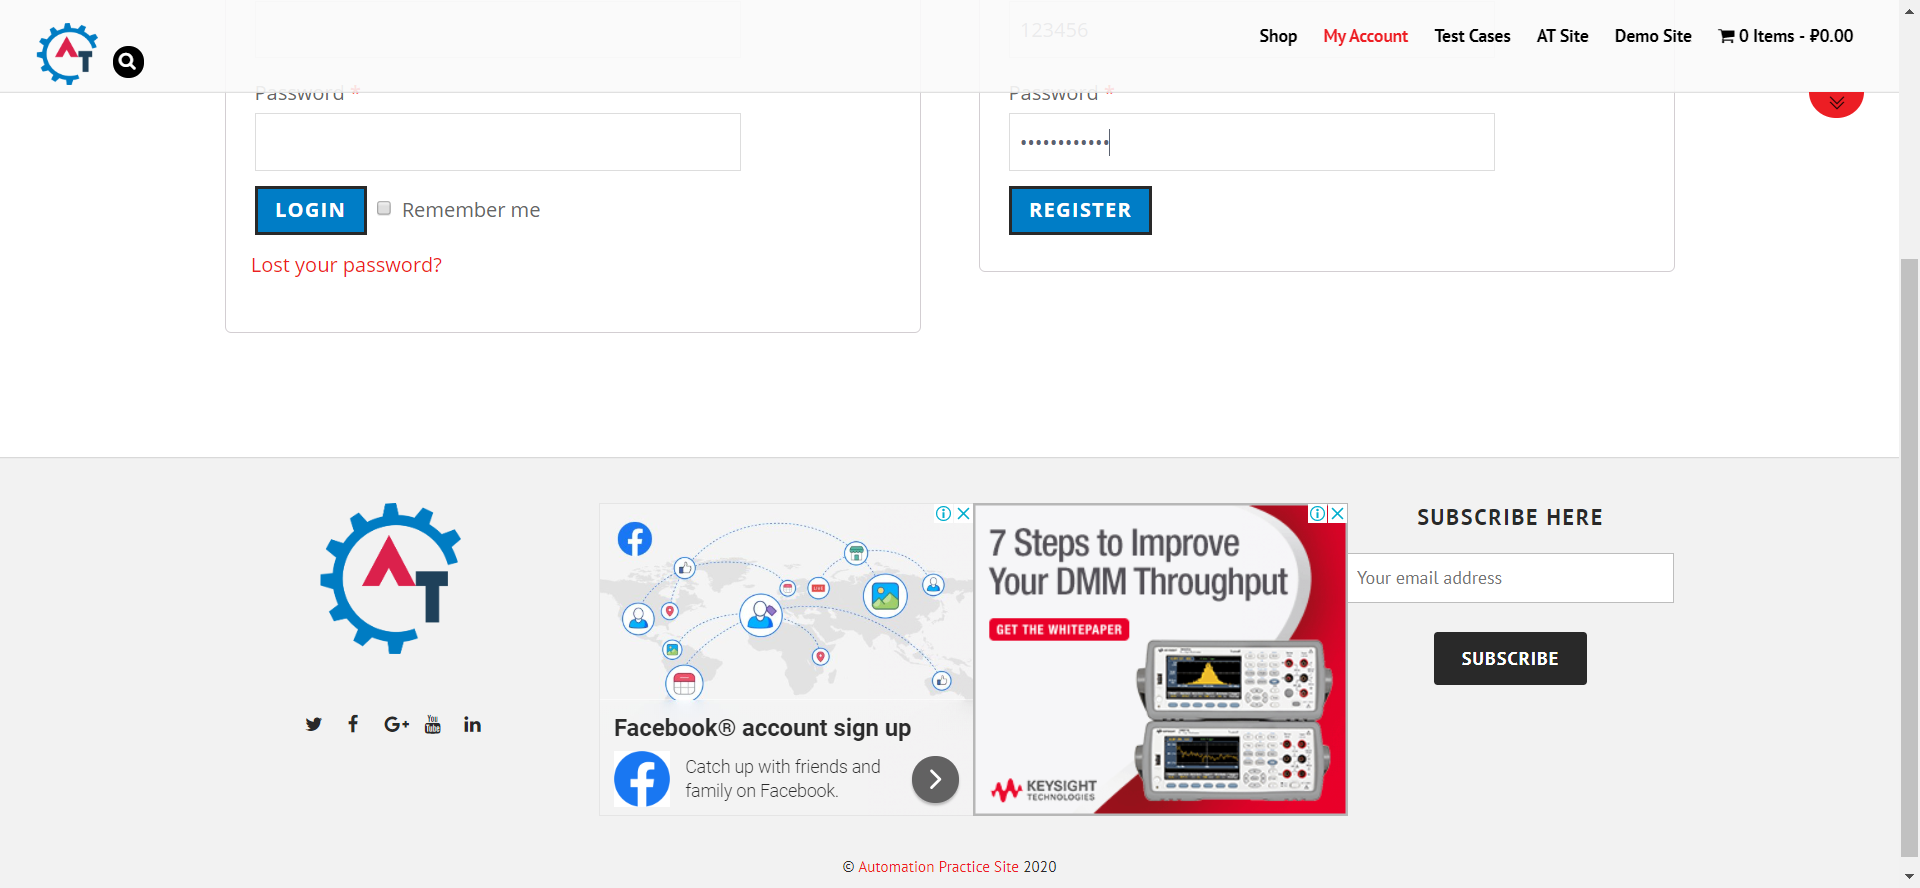 AT
Shop
My Account
Test Cases
AT Site
Demo Site
0 Items - ₽0.00
123456
Password *
Password *
••••••••••••
LOGIN
Remember me
REGISTER
Lost your password?
AT
Facebook® account sign up
Catch up with friends and
family on Facebook.
7 Steps to Improve
Your DMM Throughput
GET THE WHITEPAPER
KEYSIGHT
TECHNOLOGIES
SUBSCRIBE HERE
Your email address
SUBSCRIBE
© Automation Practice Site 2020